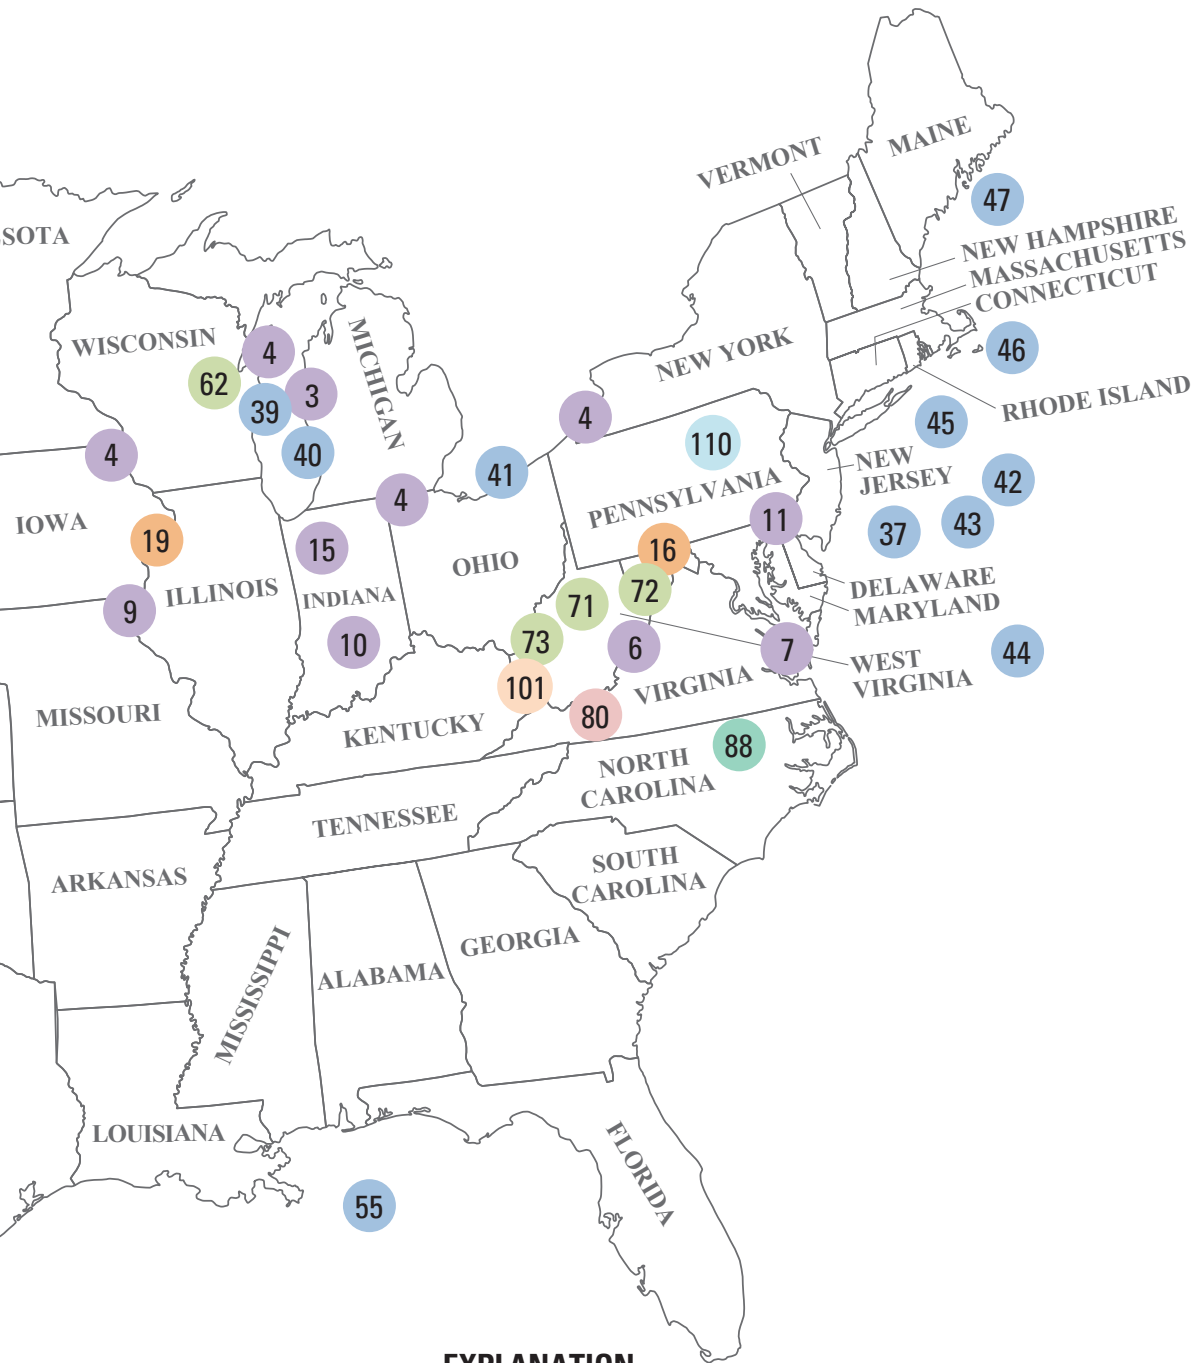 MAINE
VERMONT
47
SOTA
NEW HAMPSHIRE
MASSACHUSETTS
CONNECTICUT
WISCONSIN
4
MICHIGAN
NEW YORK
46
62
3
39
RHODE ISLAND
4
45
4
40
110
41
NEW
JERSEY
42
4
PENNSYLVANIA
11
43
37
IOWA
19
15
OHIO
16
ILLINOIS
INDIANA
72
DELAWARE
MARYLAND
9
71
10
73
6
7
44
WEST
VIRGINIA
101
VIRGINIA
MISSOURI
KENTUCKY
80
88
NORTH
CAROLINA
TENNESSEE
ARKANSAS
SOUTH
CAROLINA
GEORGIA
MISSISSIPPI
ALABAMA
LOUISIANA
FLORIDA
55
EXPLANATION